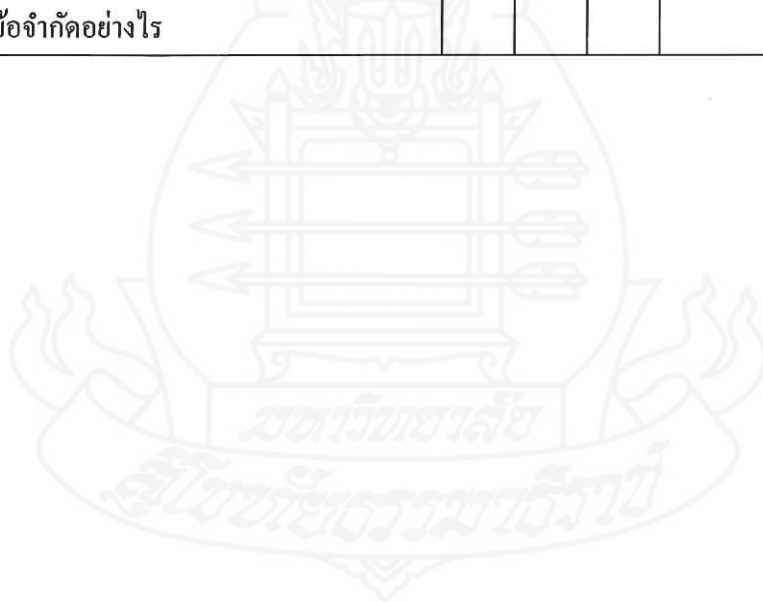 ข้อจำกัดอย่างไร
มหาวิทยาลัย
สุโขทัยธรรมาธิราช